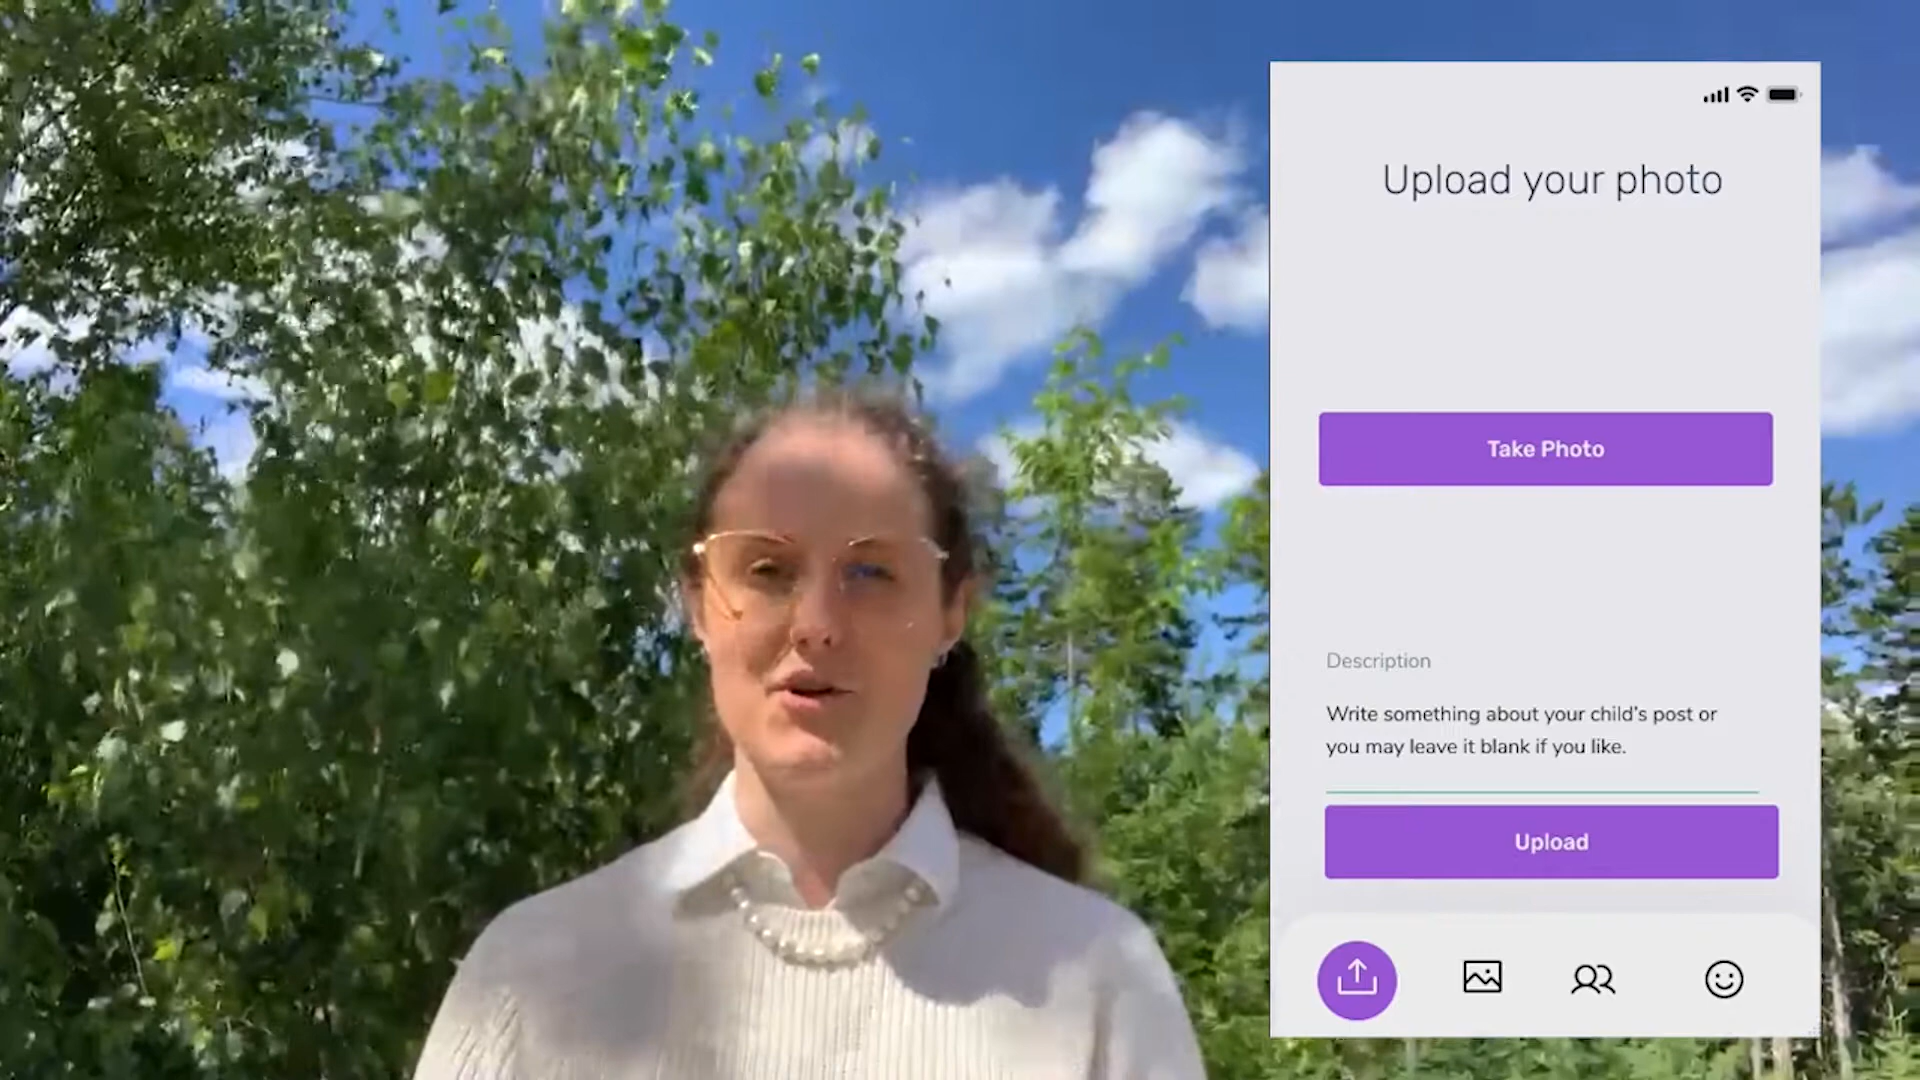 Upload your photo
Take Photo
Description
Write something about your child's post or
you may leave it blank if you like.
Upload